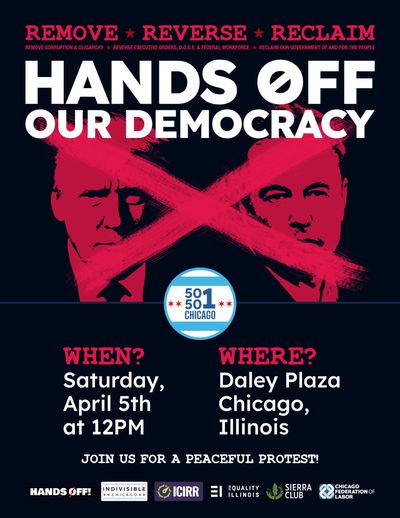 REMOVE ★ REVERSE ★ RECLAIM
REMOVE CORRUPTION & OLIGARCHY ★ REVERSE EXECUTIVE ORDERS, D.O.G.E. & FEDERAL WORKFORCE ★ RECLAIM OUR GOVERNMENT OF AND FOR THE PEOPLE
HANDS OFF
OUR DEMOCRACY
50
50
1
CHICAGO
WHEN?
Saturday,
April 5th
at 12PM
WHERE?
Daley Plaza
Chicago,
Illinois
JOIN US FOR A PEACEFUL PROTEST!
HANDS OFF!
INDIVISIBLE
CHICAGO
ICIRR
EI
EQUALITY
ILLINOIS
SIERRA
CLUB
CHICAGO
FEDERATION OF
LABOR